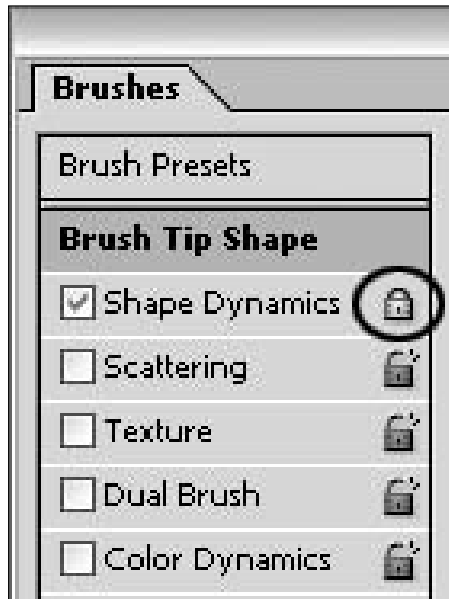 Brushes
Brush Presets
Brush Tip Shape
Shape Dynamics
Scattering
Texture
Dual Brush
Color Dynamics